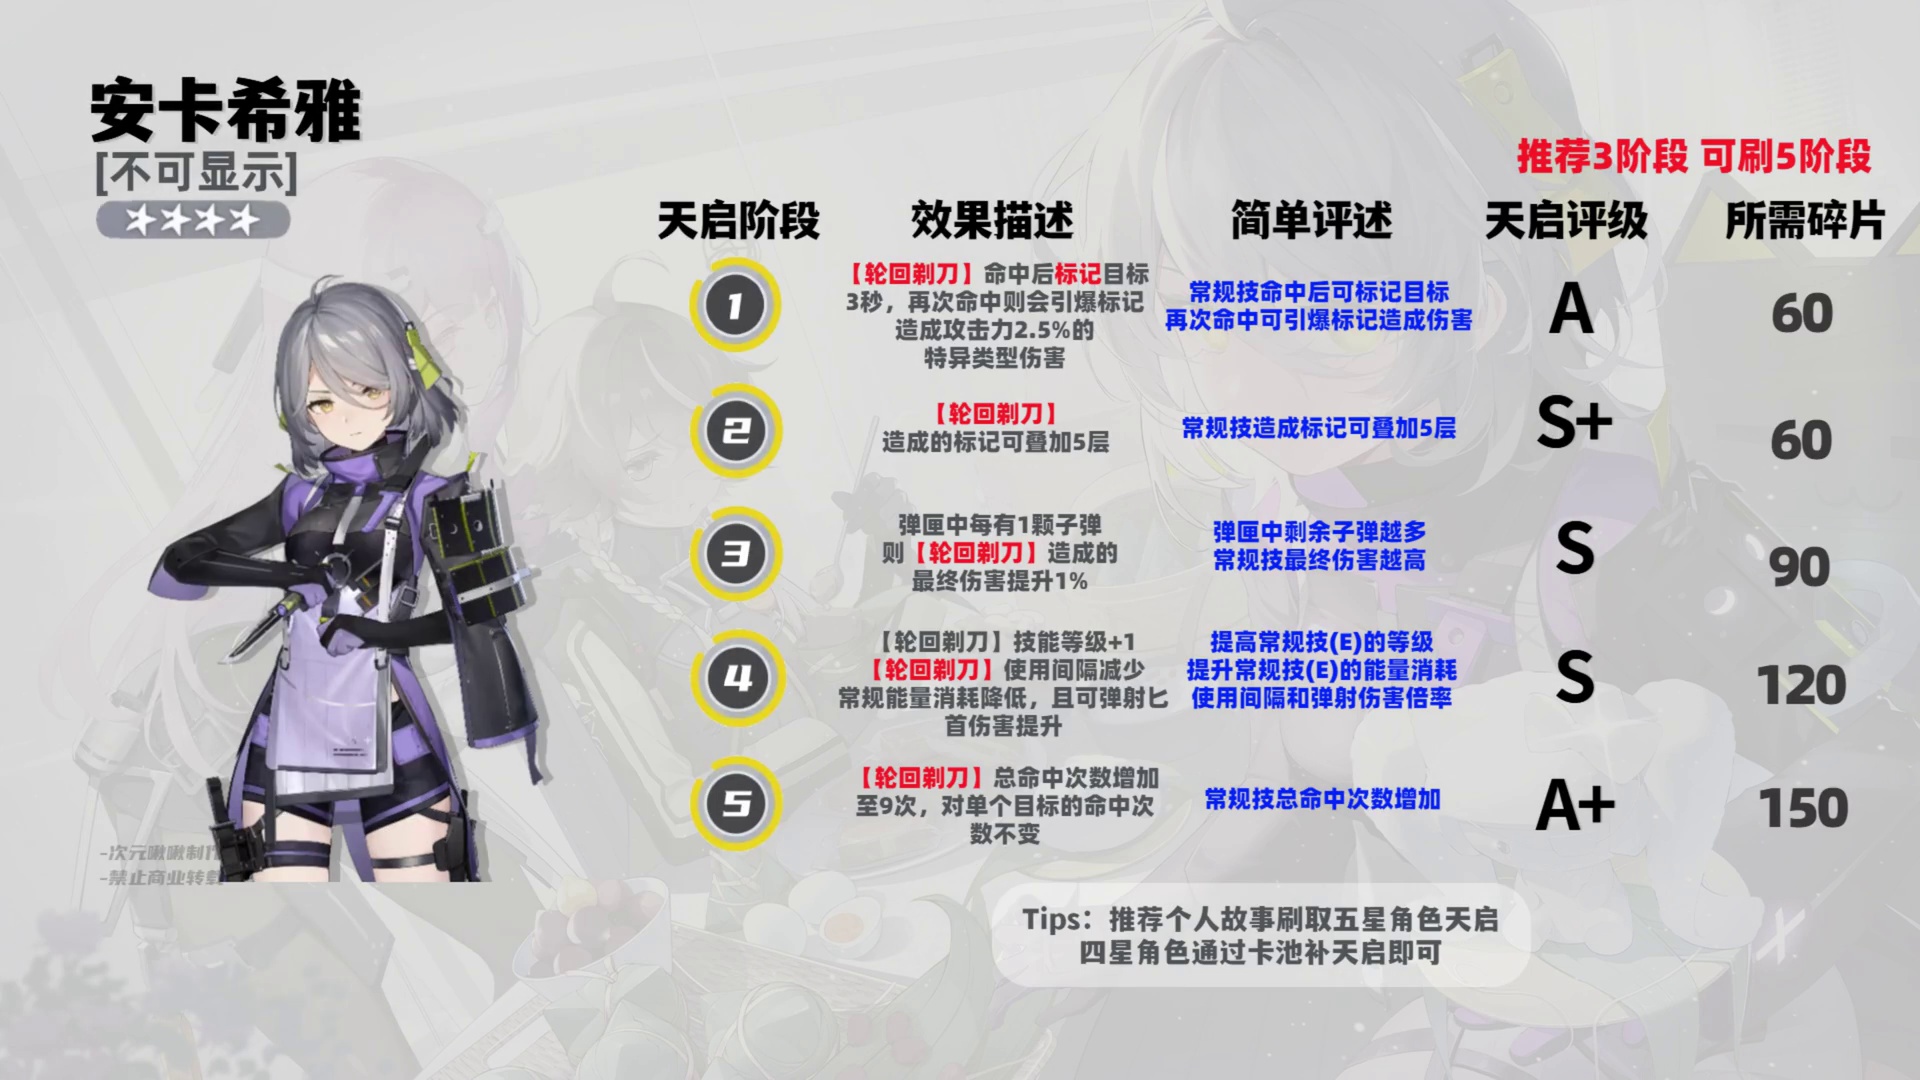 安卡希雅
[不可显示]
推荐3阶段 可刷5阶段
天启阶段 效果描述 简单评述 天启评级 所需碎片
1
【轮回剃刀】命中后标记目标
3秒，再次命中则会引爆标记
造成攻击力2.5%的
特异类型伤害
常规技命中后可标记目标
再次命中可引爆标记造成伤害
A
60
2
【轮回剃刀】
造成的标记可叠加5层
常规技造成标记可叠加5层
S+
60
3
弹匣中每有1颗子弹
则【轮回剃刀】造成的
最终伤害提升1%
弹匣中剩余子弹越多
常规技最终伤害越高
S
90
4
【轮回剃刀】技能等级+1
【轮回剃刀】使用间隔减少
常规能量消耗降低，且可弹射匕
首伤害提升
提高常规技(E)的等级
提升常规技(E)的能量消耗
使用间隔和弹射伤害倍率
S
120
5
【轮回剃刀】总命中次数增加
至9次，对单个目标的命中次
数不变
常规技总命中次数增加
A+
150
-次元啾啾制作
-禁止商业转载
Tips：推荐个人故事刷取五星角色天启
四星角色通过卡池补天启即可